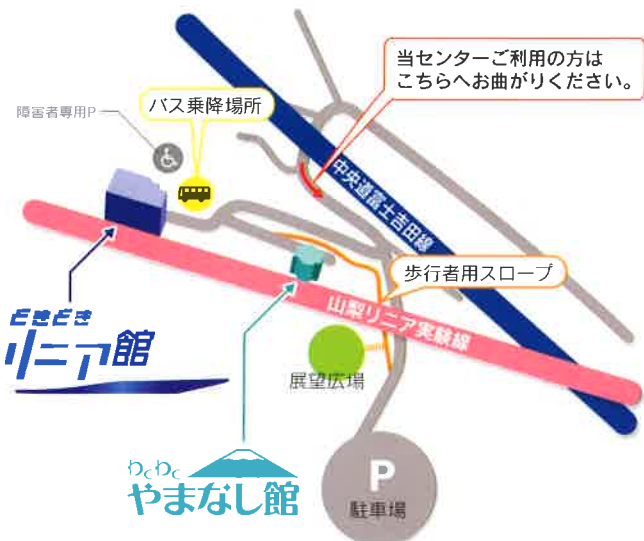 当センターご利用の方は
こちらへお曲がりください。
障害者専用P
バス乗降場所
中央道富士吉田線
歩行者用スロープ
山梨リニア実験線
どきどき
リニア館
展望広場
わくわく
やまなし館
P
駐車場